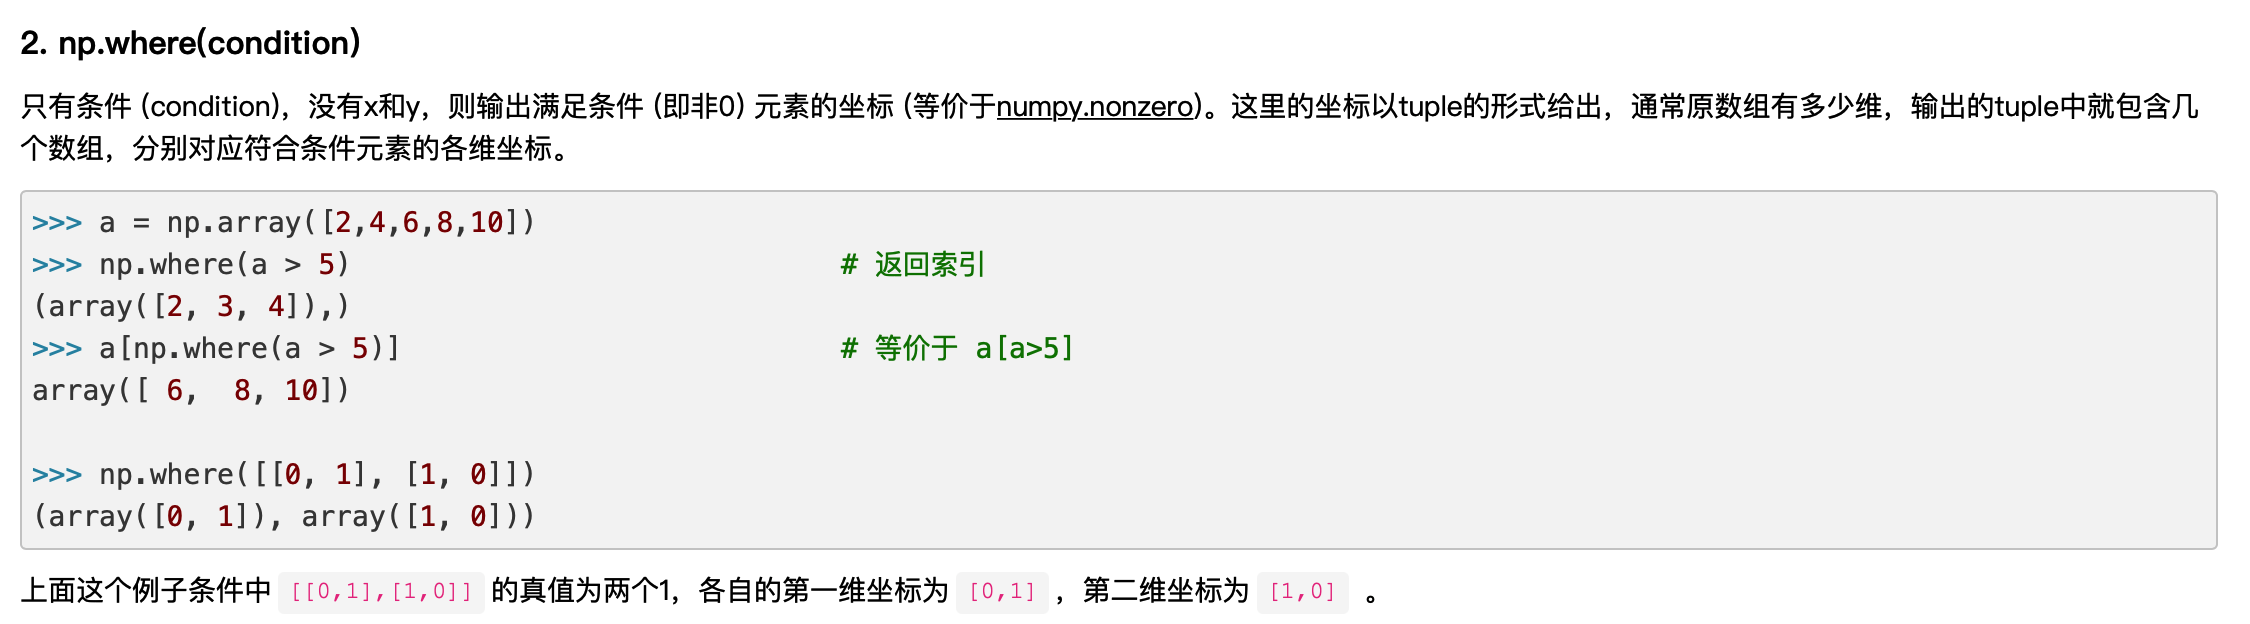 2. np.where(condition)
只有条件 (condition)，没有x和y，则输出满足条件 (即非0) 元素的坐标 (等价于numpy.nonzero)。这里的坐标以tuple的形式给出，通常原数组有多少维，输出的tuple中就包含几
个数组，分别对应符合条件元素的各维坐标。
>>> a = np.array([2,4,6,8,10])
>>> np.where(a > 5)                             # 返回索引
(array([2, 3, 4]),)
>>> a[np.where(a > 5)]                          # 等价于 a[a>5]
array([ 6,  8, 10])
>>> np.where([[0, 1], [1, 0]])
(array([0, 1]), array([1, 0]))
上面这个例子条件中 [[0,1],[1,0]] 的真值为两个1，各自的第一维坐标为 [0,1] ，第二维坐标为 [1,0] 。